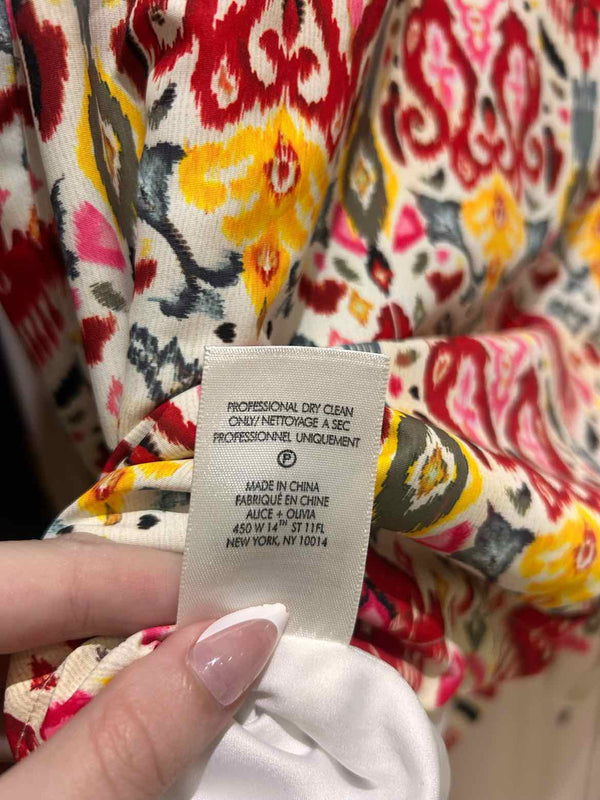 PROFESSIONAL DRY CLEAN
ONLY/ NETTOYAGE A SEC
PROFESSIONNEL UNIQUEMENT
P
MADE IN CHINA
FABRIQUÉ EN CHINE
ALICE + OLIVIA
450 W 14TH ST 11FL
NEW YORK, NY 10014